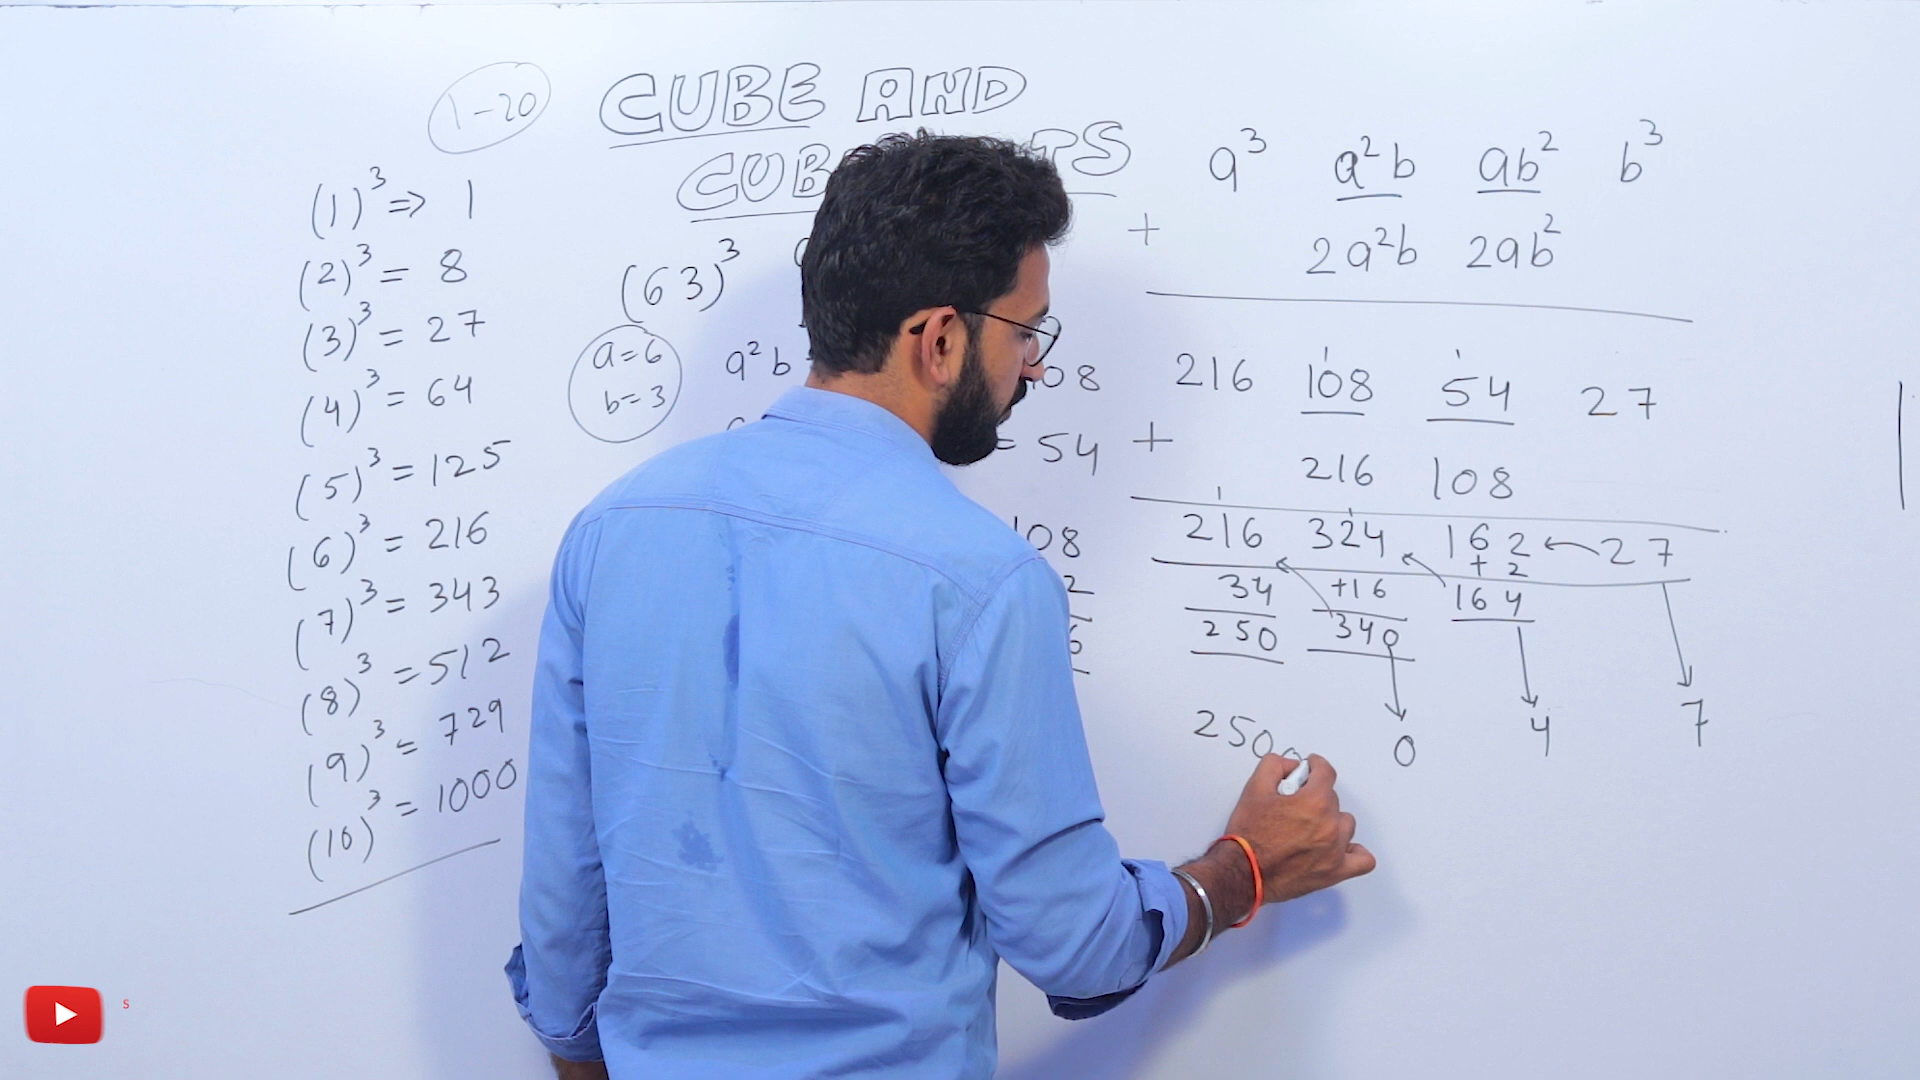 1-20
CUBE AND
CUB TS
(1)³ => 1
(2)³ = 8
(3)³ = 27
(4)³ = 64
(5)³ = 125
(6)³ = 216
(7)³ = 343
(8)³ = 512
(9)³ = 729
(10)³ = 1000
(63)³
a=6
b=3
a²b
08
= 54
108
2
6
a³ a²b ab² b³
+ 2a²b 2ab²
216 108 54 27
+ 216 108
216 324 162 27
34 +16 +2
250 340 164
250 0 4 7
S